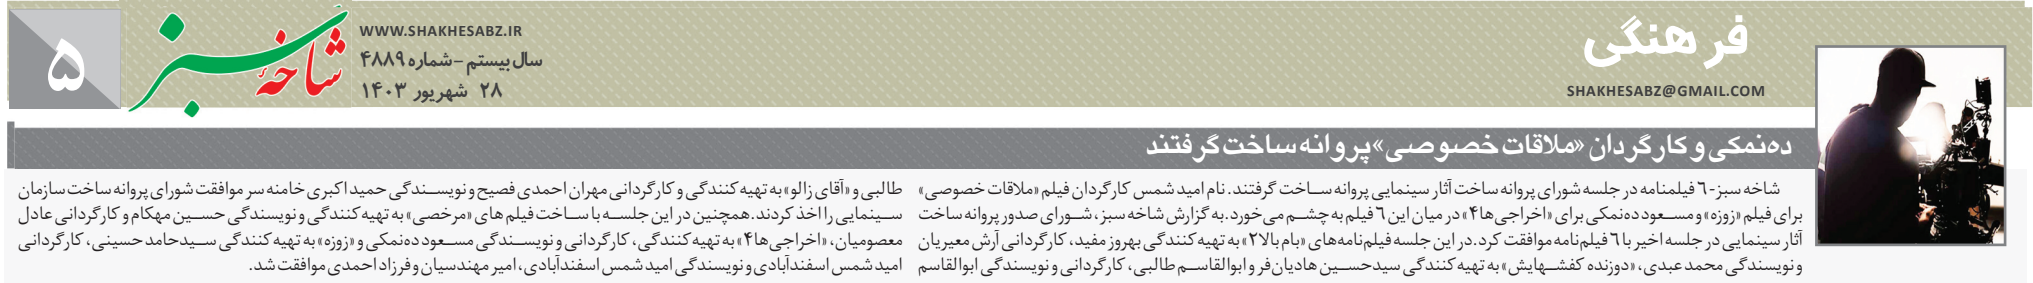 فرهنگی
SHAKHESABZ@GMAIL.COM
WWW.SHAKHESABZ.IR
سال بیستم - شماره ۴۸۸۹
۲۸ شهریور ۱۴۰۳
شاخهٔ سبز
۵
ده‌نمکی و کارگردان «ملاقات خصوصی» پروانه ساخت گرفتند
شاخه سبز- ۶ فیلمنامه در جلسه شورای پروانه ساخت آثار سینمایی پروانه ساخت گرفتند. نام امید شمس کارگردان فیلم «ملاقات خصوصی»
برای فیلم «زوزه» و مسعود ده‌نمکی برای «اخراجی‌ها۴» در میان این ۶ فیلم به چشم می‌خورد.به گزارش شاخه سبز، شورای صدور پروانه ساخت
آثار سینمایی در جلسه اخیر با ۶ فیلم‌نامه موافقت کرد.در این جلسه فیلم‌نامه‌های «بام بالا۲» به تهیه‌کنندگی بهروز مفید، کارگردانی آرش معیریان
و نویسندگی محمد عبدی، «دوزنده کفشهایش» به تهیه‌کنندگی سیدحسین هادیان‌فر و ابوالقاسم طالبی، کارگردانی و نویسندگی ابوالقاسم
طالبی و «آقای زالو» به تهیه کنندگی و کارگردانی مهران احمدی فصیح و نویسندگی حمید اکبری خامنه سر موافقت شورای پروانه ساخت سازمان
سینمایی را اخذ کردند.همچنین در این جلسه با ساخت فیلم های «مرخصی» به تهیه‌کنندگی و نویسندگی حسین مهکام و کارگردانی عادل
معصومیان، «اخراجی‌ها۴» به تهیه‌کنندگی، کارگردانی و نویسندگی مسعود ده‌نمکی و «زوزه» به تهیه‌کنندگی سیدحامد حسینی، کارگردانی
امید شمس اسفندآبادی و نویسندگی امید شمس اسفندآبادی، امیر مهندسیان و فرزاد احمدی موافقت شد.